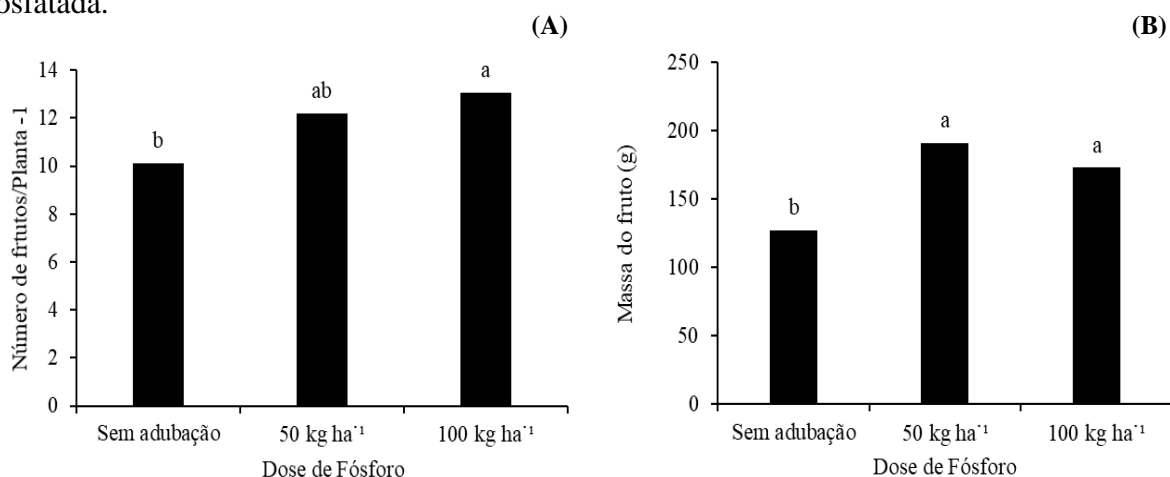 osfatada.
(A)
14
12
10
8
6
4
2
0
Número de frtutos/Planta -1
b
ab
a
Sem adubação
50 kg ha⁻¹
100 kg ha⁻¹
Dose de Fósforo
(B)
250
200
150
100
50
0
Massa do fruto (g)
b
a
a
Sem adubação
50 kg ha⁻¹
100 kg ha⁻¹
Dose de Fósforo